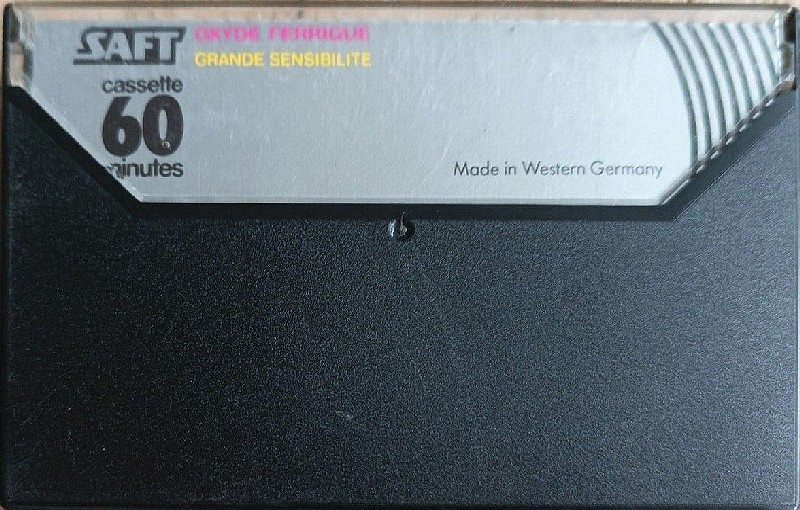 SAFT
OXYDE FERRIQUE
GRANDE SENSIBILITE
cassette
60
minutes
Made in Western Germany